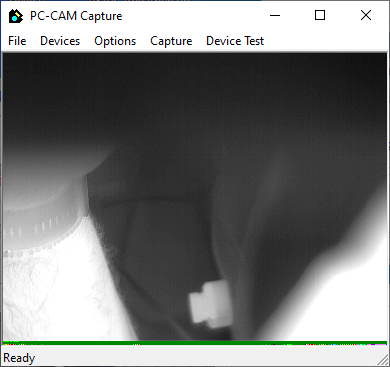 PC-CAM Capture
File Devices Options Capture Device Test
Ready